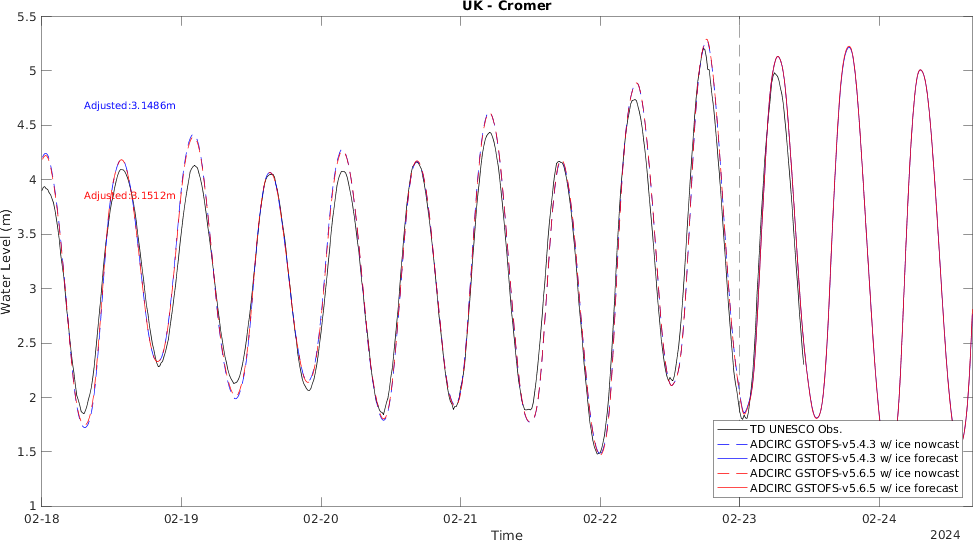 UK - Cromer
5.5
5
4.5
4
3.5
3
2.5
2
1.5
1
Water Level (m)
Adjusted:3.1486m
Adjusted:3.1512m
TD UNESCO Obs.
ADCIRC GSTOFS-v5.4.3 w/ ice nowcast
ADCIRC GSTOFS-v5.4.3 w/ ice forecast
ADCIRC GSTOFS-v5.6.5 w/ ice nowcast
ADCIRC GSTOFS-v5.6.5 w/ ice forecast
02-18 02-19 02-20 02-21 02-22 02-23 02-24
Time
2024